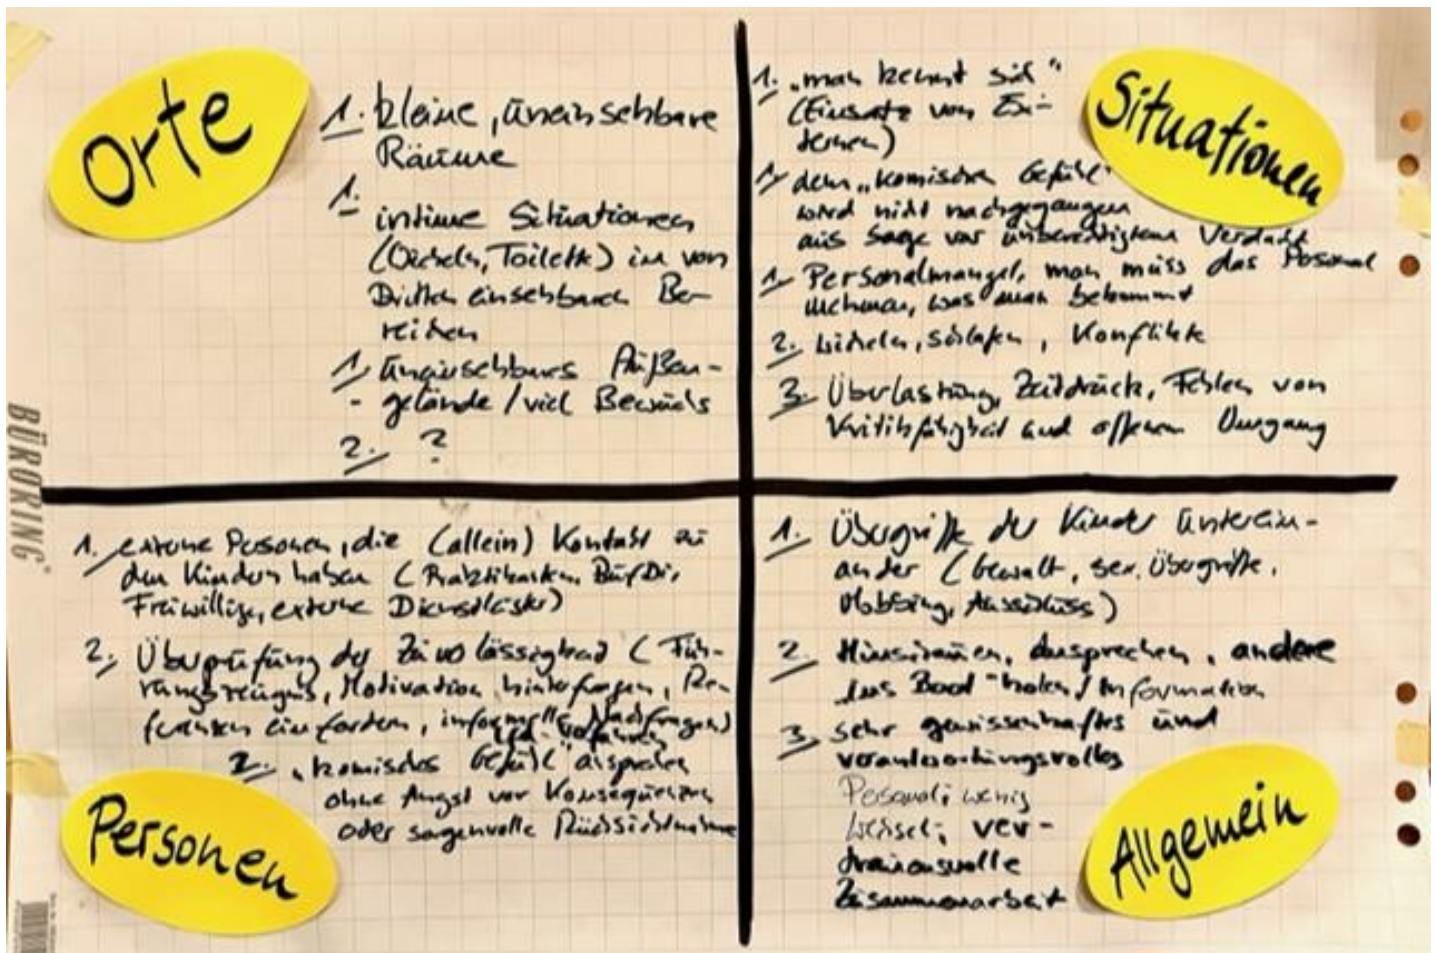 Orte
1. kleine, uneinsehbare
Räume
1. intime Situationen
(Wickeln, Toilette) in von
Dritten einsehbaren Be-
reichen
1. uneinsehbares Außen-
- gelände / viel Bewuchs
2. ?
Situationen
1. „man kennt sich"
(Einsatz von Ex-
ternen)
1. dem „komischen Gefühl"
wird nicht nachgegangen
aus Sorge vor unberechtigtem Verdacht
1. Personalmangel, man muss das Personal
nehmen, was man bekommt
2. wickeln, schlafen, Konflikte
3. Überlastung, Zeitdruck, Fehlen von
Kritikfähigkeit und offenem Umgang
1. externe Personen, die (allein) Kontakt zu
den Kindern haben (Praktikanten, BuFDi,
Freiwillige, externe Dienstleister)
2. Überprüfung der Zuverlässigkeit (Füh-
rungszeugnis, Motivation hinterfragen, Re-
ferenzen einfordern, informelle Nachfragen)
2. „komisches Gefühl" ansprechen
ohne Angst vor Konsequenzen
oder sorgenvolle Rücksichtnahme
Personen
1. Übergriffe der Kinder unterein-
ander (Gewalt, sex. Übergriffe,
Mobbing, Ausschluss)
2. Hinschauen, ansprechen, andere
ins Boot holen / Information
3. sehr gewissenhaftes und
verantwortungsvolles
Personal; wenig
Wechsel; ver-
trauensvolle
Zusammenarbeit
Allgemein
BÜROKING